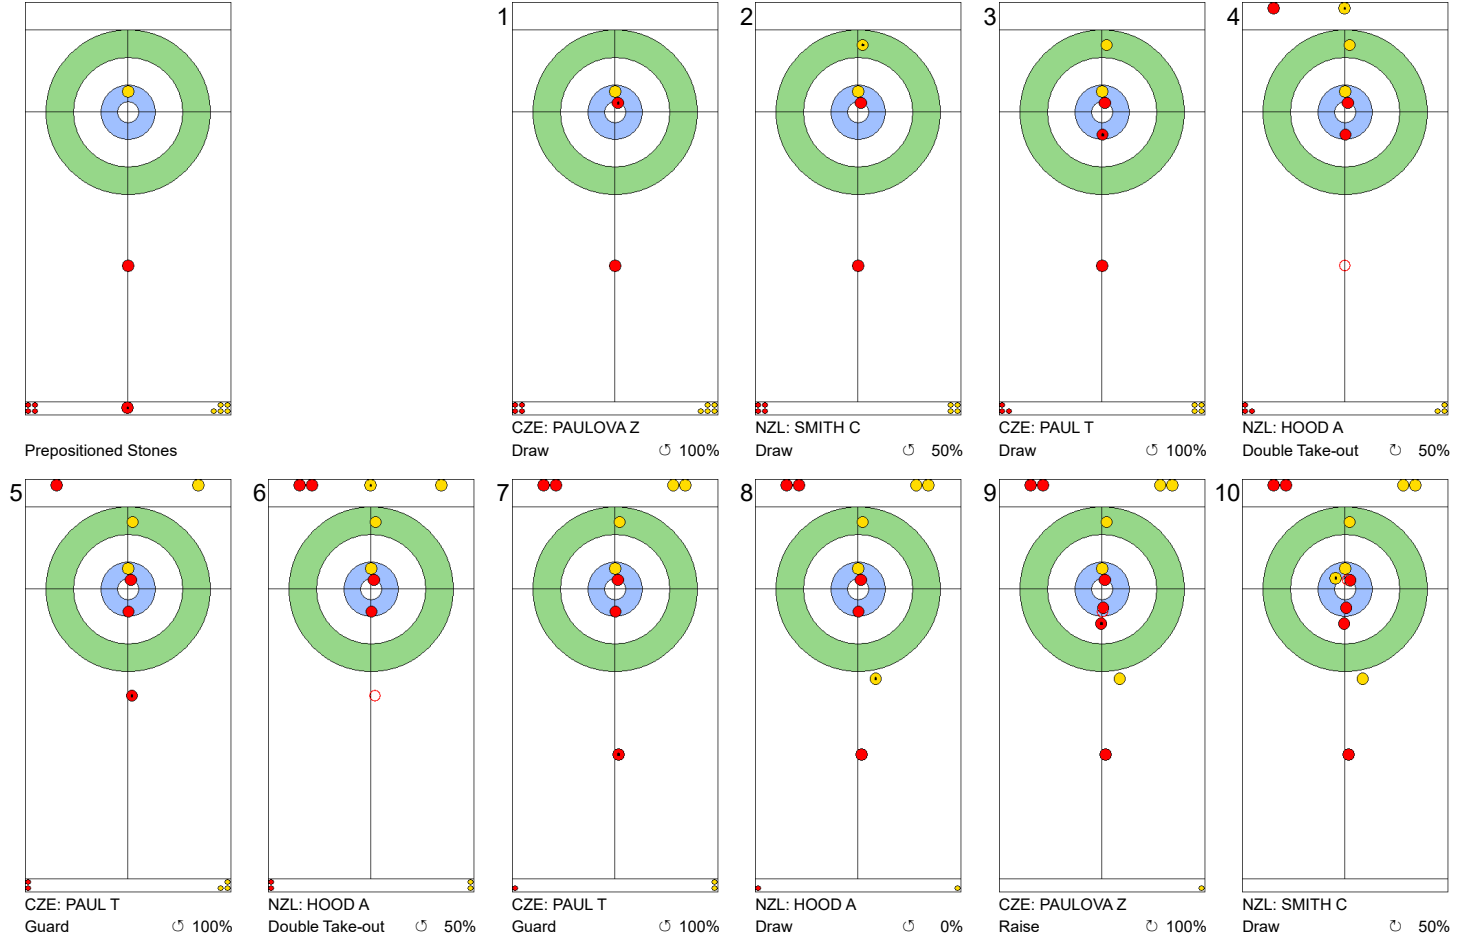 1 2 3 4
CZE: PAULOVA Z NZL: SMITH C CZE: PAUL T NZL: HOOD A
Prepositioned Stones Draw ↺ 100% Draw ↺ 50% Draw ↺ 100% Double Take-out ↻ 50%
5 6 7 8 9 10
CZE: PAUL T NZL: HOOD A CZE: PAUL T NZL: HOOD A CZE: PAULOVA Z NZL: SMITH C
Guard ↺ 100% Double Take-out ↺ 50% Guard ↺ 100% Draw ↺ 0% Raise ↻ 100% Draw ↻ 50%